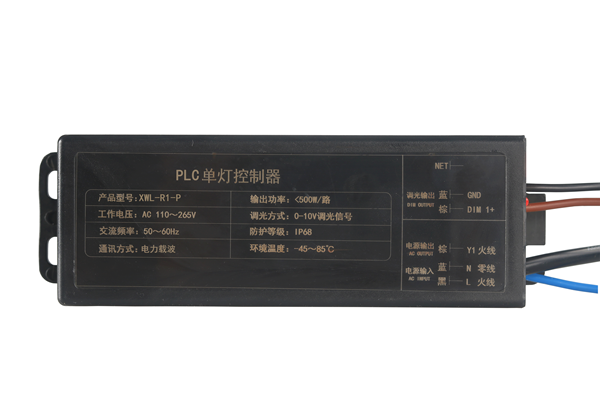 PLC单灯控制器
产品型号: XWL-R1-P
输出功率: <500W/路
工作电压: AC 110～265V
调光方式: 0-10V调光信号
交流频率: 50～60Hz
防护等级: IP68
通讯方式: 电力载波
环境温度: -45～85℃
NET
调光输出 蓝 GND
DIM OUTPUT 棕 DIM 1+
电源输出 棕 Y1 火线
AC OUTPUT
电源输入 蓝 N 零线
AC INPUT 黑 L 火线